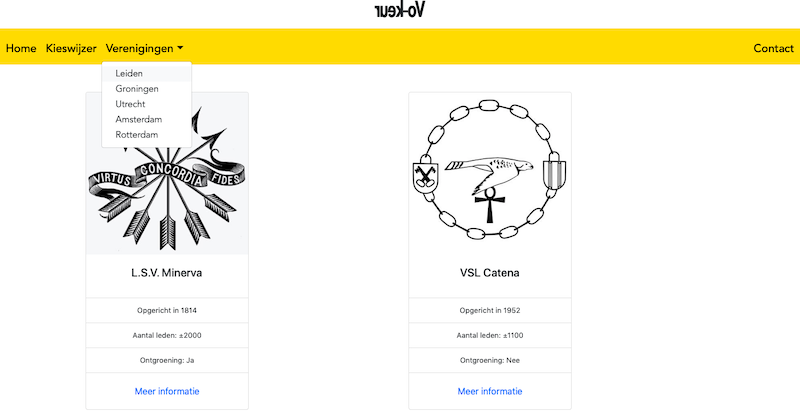 Vo-keur
Home Kieswijzer Verenigingen Contact
Leiden
Groningen
Utrecht
Amsterdam
Rotterdam
VIRTUS CONCORDIA FIDES
L.S.V. Minerva
Opgericht in 1814
Aantal leden: ±2000
Ontgroening: Ja
Meer informatie
VSL Catena
Opgericht in 1952
Aantal leden: ±1100
Ontgroening: Nee
Meer informatie